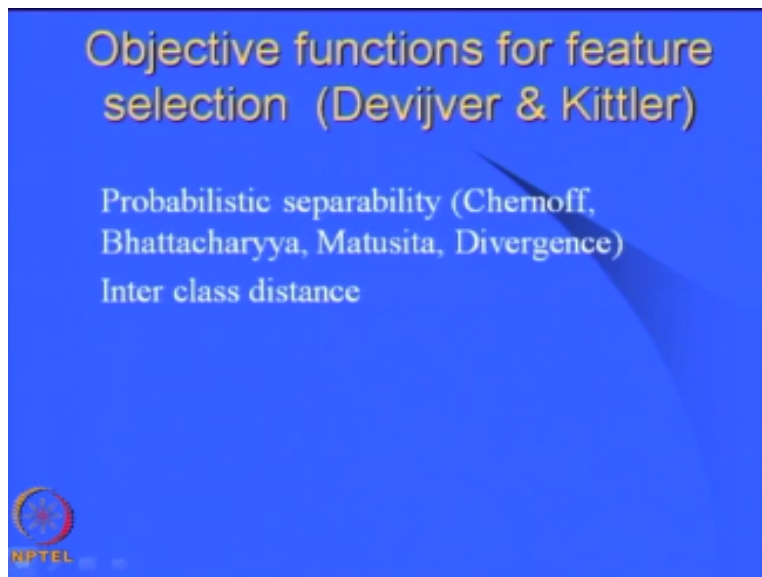 Objective functions for feature
selection (Devijver & Kittler)
Probabilistic separability (Chernoff,
Bhattacharyya, Matusita, Divergence)
Inter class distance
NPTEL